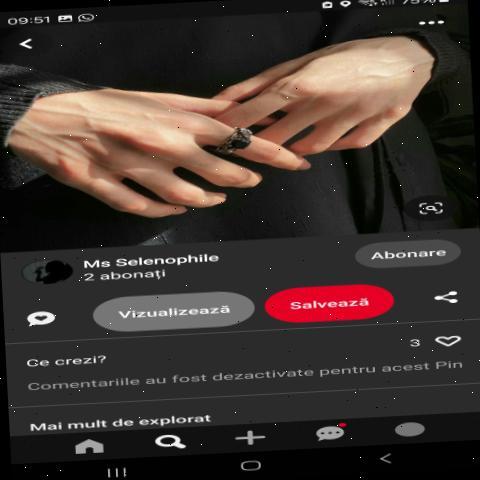 09:51
Ms Selenophile
2 abonați
Abonare
Vizualizează
Salvează
3
Ce crezi?
Comentariile au fost dezactivate pentru acest Pin
Mai mult de explorat